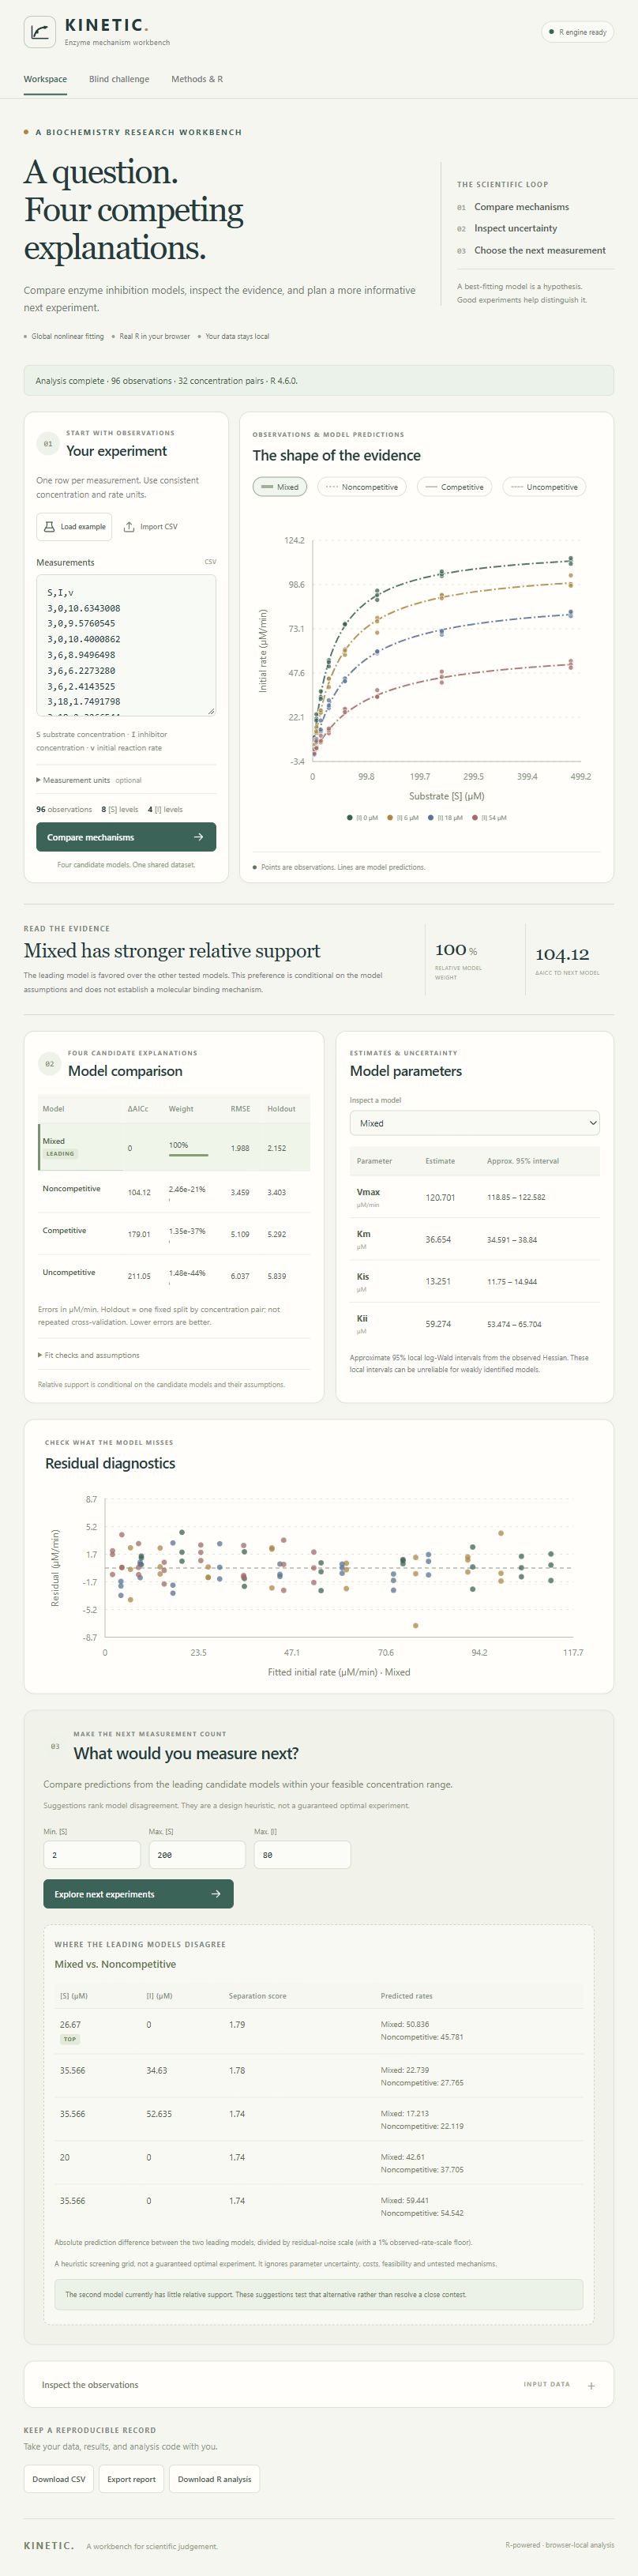 KINETIC.
Enzyme mechanism workbench
R engine ready
Workspace
Blind challenge
Methods & R
A BIOCHEMISTRY RESEARCH WORKBENCH
A question.
Four competing
explanations.
Compare enzyme inhibition models, inspect the evidence, and plan a more informative
next experiment.
Global nonlinear fitting
Real R in your browser
Your data stays local
THE SCIENTIFIC LOOP
01 Compare mechanisms
02 Inspect uncertainty
03 Choose the next measurement
A best-fitting model is a hypothesis.
Good experiments help distinguish it.
Analysis complete · 96 observations · 32 concentration pairs · R 4.6.0.
01
START WITH OBSERVATIONS
Your experiment
One row per measurement. Use consistent
concentration and rate units.
Load example
Import CSV
Measurements
CSV
S,I,v
3,0,10.6343008
3,0,9.5760545
3,0,10.4000862
3,6,8.9496498
3,6,6.2273280
3,6,2.4143525
3,18,1.7491798
S substrate concentration · I inhibitor
concentration · v initial reaction rate
Measurement units optional
96 observations 8 [S] levels 4 [I] levels
Compare mechanisms →
Four candidate models. One shared dataset.
OBSERVATIONS & MODEL PREDICTIONS
The shape of the evidence
Mixed
Noncompetitive
Competitive
Uncompetitive
124.2
98.6
73.1
47.6
22.1
-3.4
Initial rate (μM/min)
0
99.8
199.7
299.5
399.4
499.2
Substrate [S] (μM)
[I] 0 μM
[I] 6 μM
[I] 18 μM
[I] 54 μM
Points are observations. Lines are model predictions.
READ THE EVIDENCE
Mixed has stronger relative support
The leading model is favored over the other tested models. This preference is conditional on the model
assumptions and does not establish a molecular binding mechanism.
100 %
RELATIVE MODEL
WEIGHT
104.12
ΔAICC TO NEXT MODEL
02
FOUR CANDIDATE EXPLANATIONS
Model comparison
Model ΔAICc Weight RMSE Holdout
Mixed 0 100% 1.988 2.152
LEADING
Noncompetitive 104.12 2.46e-21% 3.459 3.403
Competitive 179.01 1.35e-37% 5.109 5.292
Uncompetitive 211.05 1.48e-44% 6.037 5.839
Errors in μM/min. Holdout = one fixed split by concentration pair; not
repeated cross-validation. Lower errors are better.
Fit checks and assumptions
Relative support is conditional on the candidate models and their assumptions.
ESTIMATES & UNCERTAINTY
Model parameters
Inspect a model
Mixed
Parameter Estimate Approx. 95% interval
Vmax 120.701 118.85 – 122.582
μM/min
Km 36.654 34.591 – 38.84
μM
Kis 13.251 11.75 – 14.944
μM
Kii 59.274 53.474 – 65.704
μM
Approximate 95% local log-Wald intervals from the observed Hessian. These
local intervals can be unreliable for weakly identified models.
CHECK WHAT THE MODEL MISSES
Residual diagnostics
8.7
5.2
1.7
-1.7
-5.2
-8.7
Residual (μM/min)
0
23.5
47.1
70.6
94.2
117.7
Fitted initial rate (μM/min) · Mixed
03
MAKE THE NEXT MEASUREMENT COUNT
What would you measure next?
Compare predictions from the leading candidate models within your feasible concentration range.
Suggestions rank model disagreement. They are a design heuristic, not a guaranteed optimal experiment.
Min. [S]
Max. [S]
Max. [I]
2
200
80
Explore next experiments →
WHERE THE LEADING MODELS DISAGREE
Mixed vs. Noncompetitive
[S] (μM) [I] (μM) Separation score Predicted rates
26.67 0 1.79 Mixed: 50.836
TOP Noncompetitive: 45.781
35.566 34.63 1.78 Mixed: 22.739
Noncompetitive: 27.765
35.566 52.635 1.74 Mixed: 17.213
Noncompetitive: 22.119
20 0 1.74 Mixed: 42.61
Noncompetitive: 37.705
35.566 0 1.74 Mixed: 59.441
Noncompetitive: 54.542
Absolute prediction difference between the two leading models, divided by residual-noise scale (with a 1% observed-rate-scale floor).
A heuristic screening grid, not a guaranteed optimal experiment. It ignores parameter uncertainty, costs, feasibility and untested mechanisms.
The second model currently has little relative support. These suggestions test that alternative rather than resolve a close contest.
Inspect the observations
INPUT DATA +
KEEP A REPRODUCIBLE RECORD
Take your data, results, and analysis code with you.
Download CSV
Export report
Download R analysis
KINETIC. A workbench for scientific judgement.
R-powered · browser-local analysis